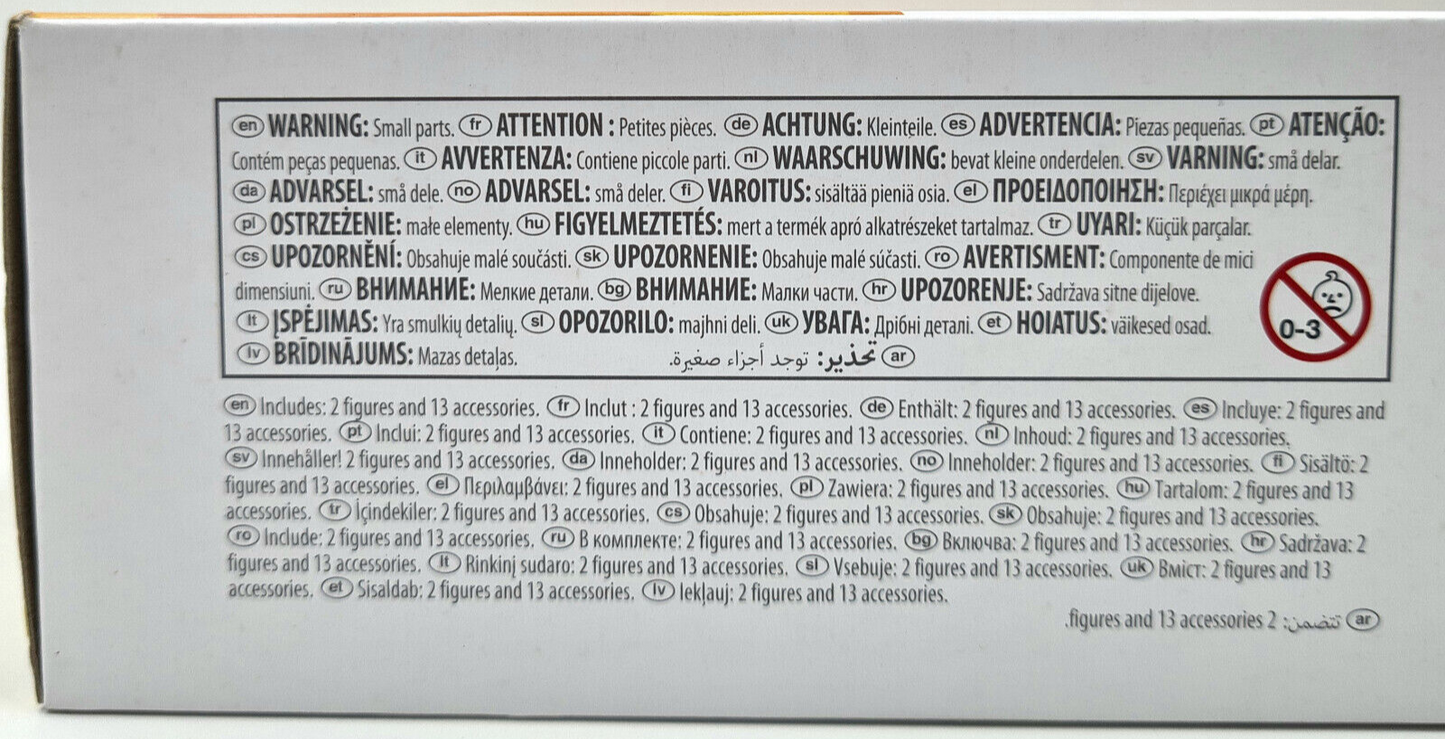 en WARNING: Small parts. fr ATTENTION : Petites pièces. de ACHTUNG: Kleinteile. es ADVERTENCIA: Piezas pequeñas. pt ATENÇÃO:
Contém peças pequenas. it AVVERTENZA: Contiene piccole parti. nl WAARSCHUWING: bevat kleine onderdelen. sv VARNING: små delar.
da ADVARSEL: små dele. no ADVARSEL: små deler. fi VAROITUS: sisältää pieniä osia. el ΠΡΟΕΙΔΟΠΟΙΗΣΗ: Περιέχει μικρά μέρη.
pl OSTRZEŻENIE: małe elementy. hu FIGYELMEZTETÉS: mert a termék apró alkatrészeket tartalmaz. tr UYARI: Küçük parçalar.
cs UPOZORNĚNÍ: Obsahuje malé součásti. sk UPOZORNENIE: Obsahuje malé súčasti. ro AVERTISMENT: Componente de mici
dimensiuni. ru ВНИМАНИЕ: Мелкие детали. bg ВНИМАНИЕ: Малки части. hr UPOZORENJE: Sadržava sitne dijelove.
lt ĮSPĖJIMAS: Yra smulkių detalių. sl OPOZORILO: majhni deli. uk УВАГА: Дрібні деталі. et HOIATUS: väikesed osad.
lv BRĪDINĀJUMS: Mazas detaļas. ar تحذير: توجد أجزاء صغيرة.
0-3
en Includes: 2 figures and 13 accessories. fr Inclut : 2 figures and 13 accessories. de Enthält: 2 figures and 13 accessories. es Incluye: 2 figures and
13 accessories. pt Inclui: 2 figures and 13 accessories. it Contiene: 2 figures and 13 accessories. nl Inhoud: 2 figures and 13 accessories.
sv Innehåller! 2 figures and 13 accessories. da Inneholder: 2 figures and 13 accessories. no Inneholder: 2 figures and 13 accessories. fi Sisältö: 2
figures and 13 accessories. el Περιλαμβάνει: 2 figures and 13 accessories. pl Zawiera: 2 figures and 13 accessories. hu Tartalom: 2 figures and 13
accessories. tr İçindekiler: 2 figures and 13 accessories. cs Obsahuje: 2 figures and 13 accessories. sk Obsahuje: 2 figures and 13 accessories.
ro Include: 2 figures and 13 accessories. ru В комплекте: 2 figures and 13 accessories. bg Включва: 2 figures and 13 accessories. hr Sadržava: 2
figures and 13 accessories. lt Rinkinį sudaro: 2 figures and 13 accessories. sl Vsebuje: 2 figures and 13 accessories. uk Вміст: 2 figures and 13
accessories. et Sisaldab: 2 figures and 13 accessories. lv Iekļauj: 2 figures and 13 accessories.
ar تتضمن: 2 figures and 13 accessories.